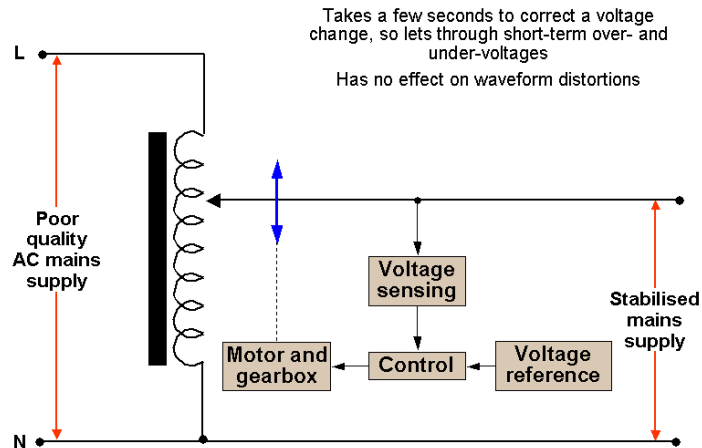 Takes a few seconds to correct a voltage
change, so lets through short-term over- and
under-voltages
Has no effect on waveform distortions
L
Poor
quality
AC mains
supply
Voltage
sensing
Stabilised
mains
supply
Motor and
gearbox
Control
Voltage
reference
N